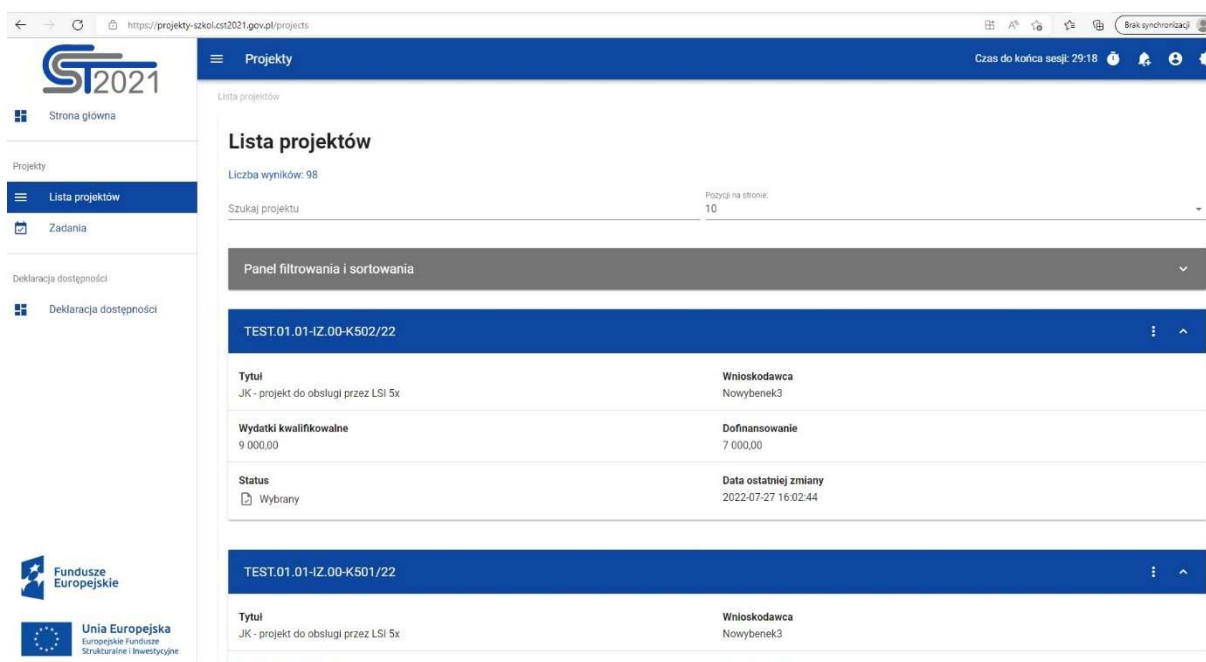 https://projekty-szkol.cst2021.gov.pl/projects
Brak synchronizacji
CST2021
Projekty
Czas do końca sesji: 29:18
Strona główna
Projekty
Lista projektów
Zadania
Deklaracja dostępności
Deklaracja dostępności
Fundusze
Europejskie
Unia Europejska
Europejskie Fundusze
Strukturalne i Inwestycyjne
Lista projektów
Lista projektów
Liczba wyników: 98
Szukaj projektu
Pozycji na stronie:
10
Panel filtrowania i sortowania
TEST.01.01-IZ.00-K502/22
Tytuł
JK - projekt do obslugi przez LSI 5x
Wnioskodawca
Nowybenek3
Wydatki kwalifikowalne
9 000,00
Dofinansowanie
7 000,00
Status
Wybrany
Data ostatniej zmiany
2022-07-27 16:02:44
TEST.01.01-IZ.00-K501/22
Tytuł
JK - projekt do obslugi przez LSI 5x
Wnioskodawca
Nowybenek3